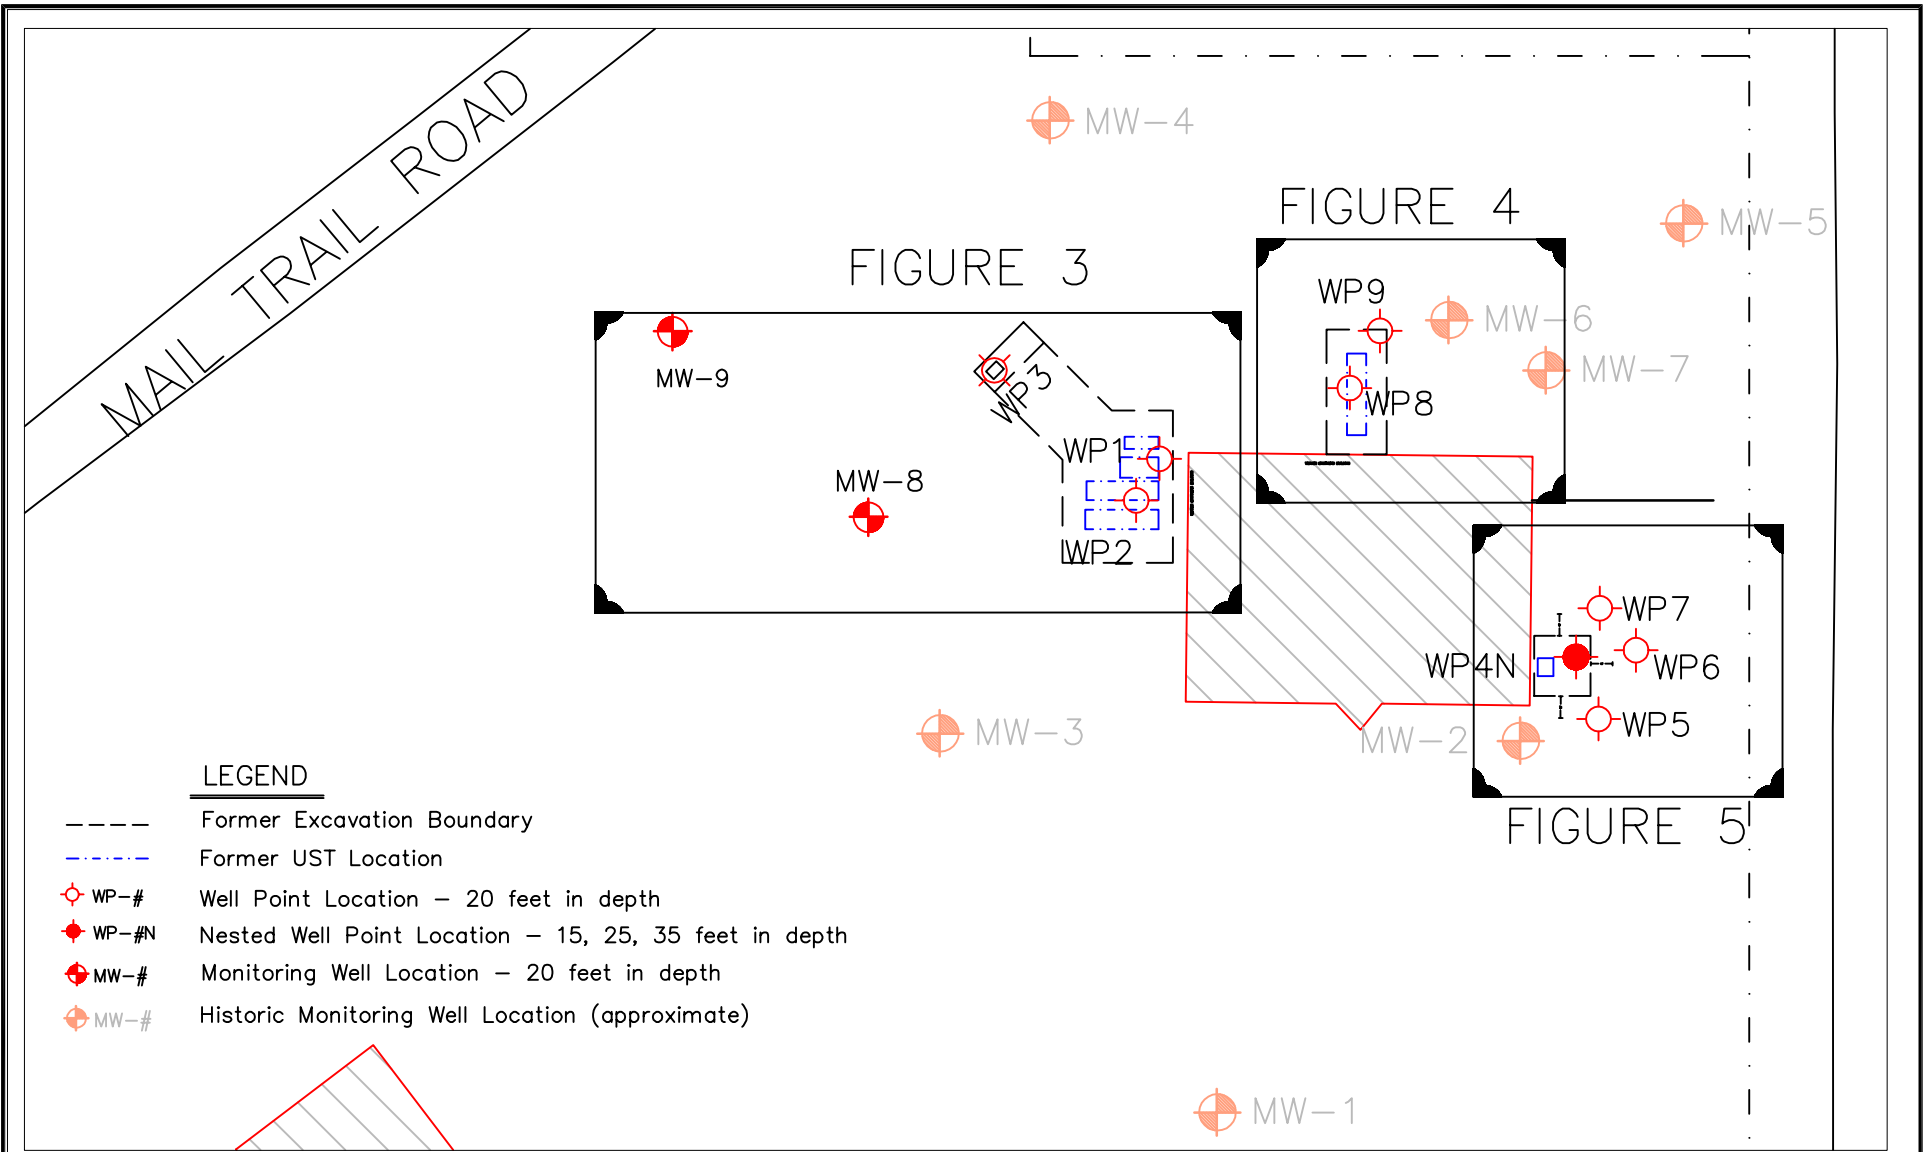 MAIL TRAIL ROAD
MW-4
FIGURE 4
MW-5
FIGURE 3
WP9
MW-6
MW-9
WP3
MW-7
WP8
WP1
MW-8
WP2
WP7
WP4N
WP6
WP5
MW-3
MW-2
FIGURE 5
LEGEND
Former Excavation Boundary
Former UST Location
WP-# Well Point Location - 20 feet in depth
WP-#N Nested Well Point Location - 15, 25, 35 feet in depth
MW-# Monitoring Well Location - 20 feet in depth
MW-# Historic Monitoring Well Location (approximate)
MW-1